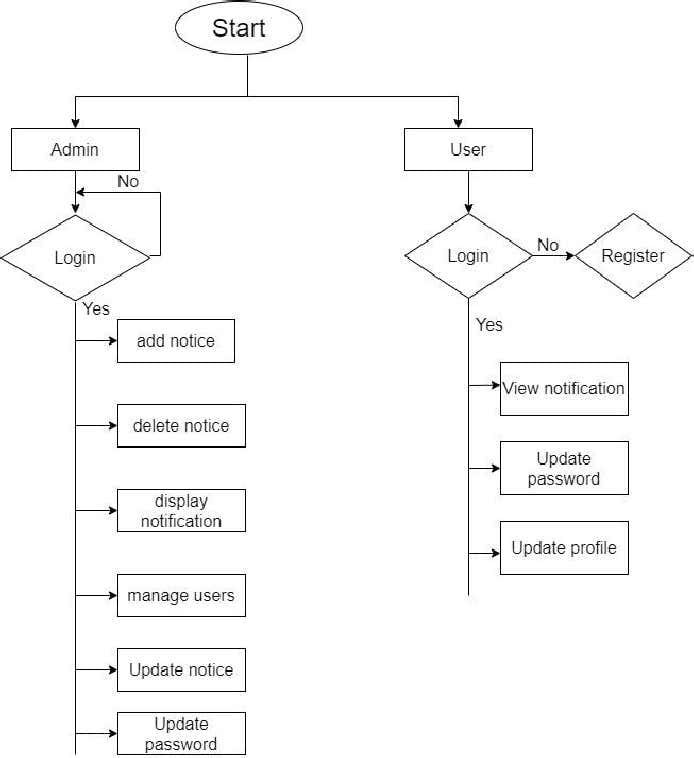 Start
Admin
No
Login
Yes
add notice
delete notice
display
notification
manage users
Update notice
Update
password
User
Login
No
Register
Yes
View notification
Update
password
Update profile